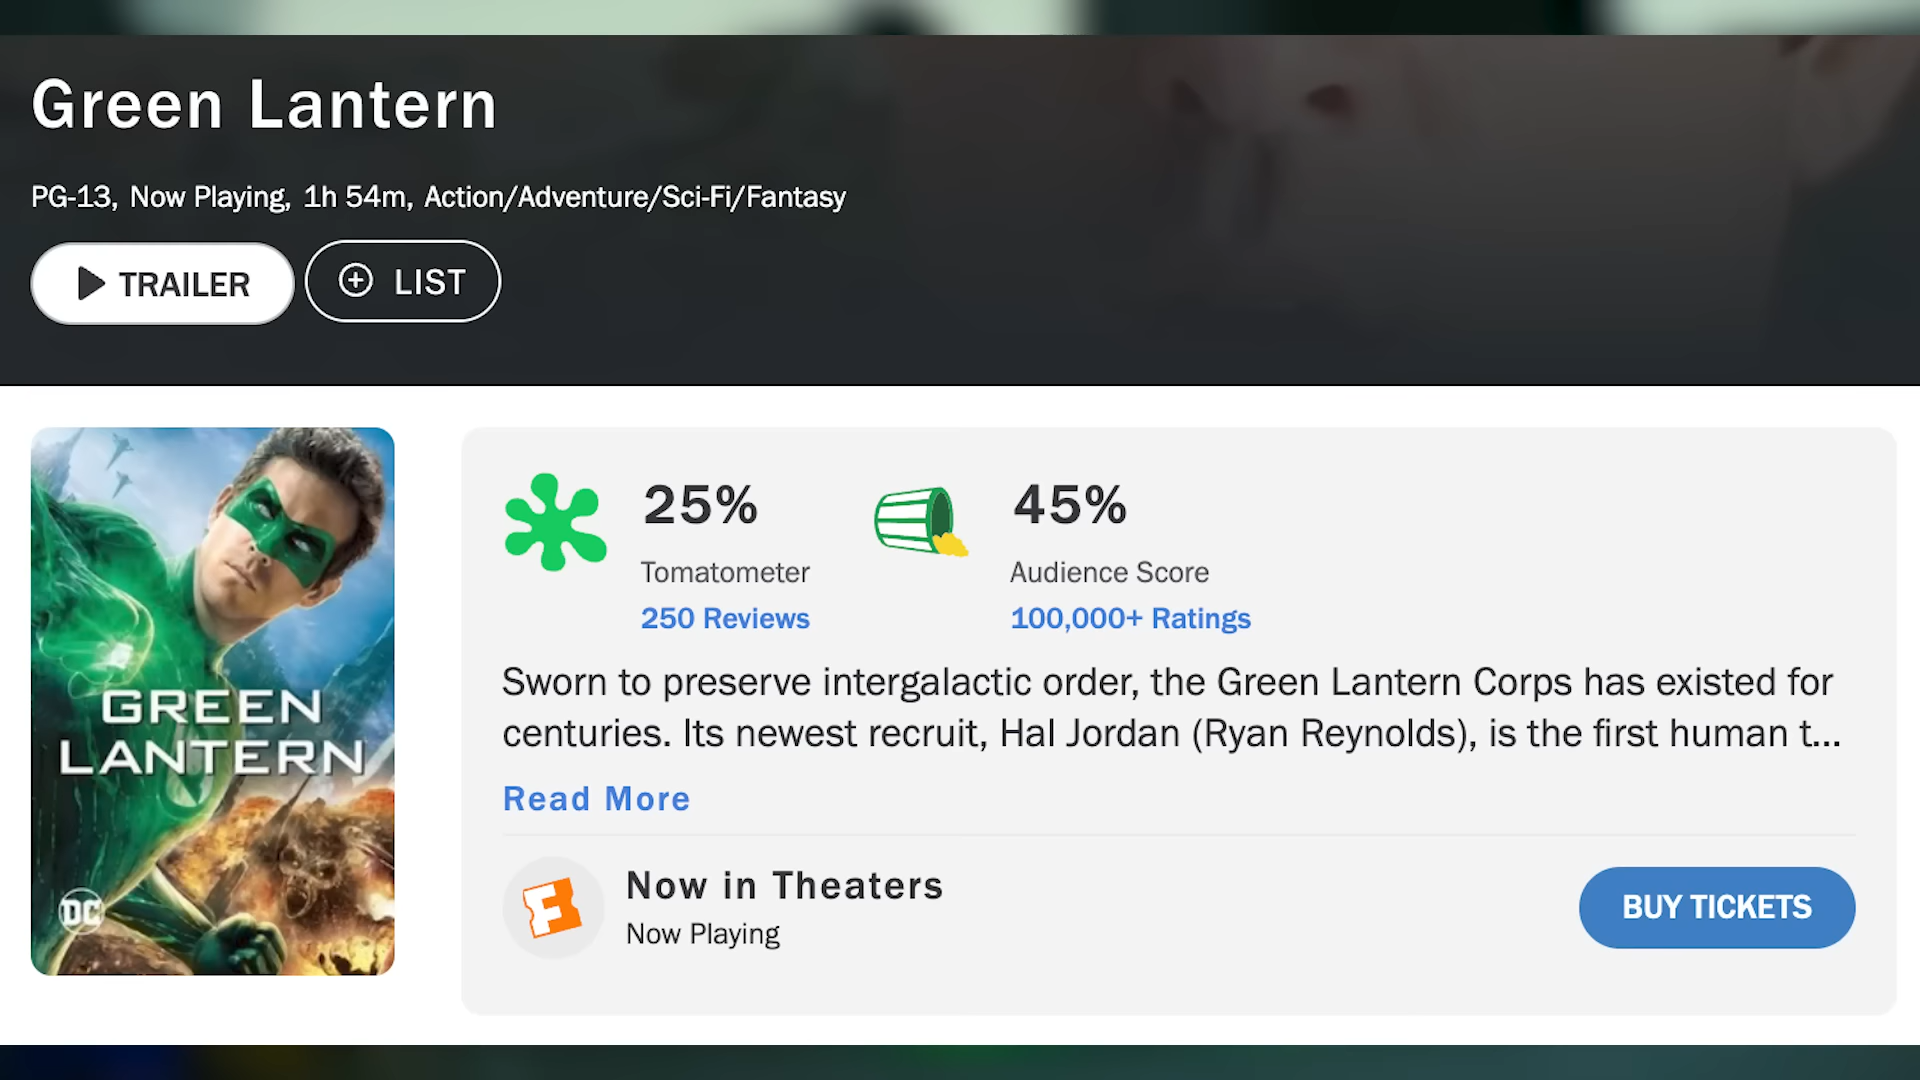 Green Lantern
PG-13, Now Playing, 1h 54m, Action/Adventure/Sci-Fi/Fantasy
TRAILER
LIST
GREEN
LANTERN
DC
25%
Tomatometer
250 Reviews
45%
Audience Score
100,000+ Ratings
Sworn to preserve intergalactic order, the Green Lantern Corps has existed for
centuries. Its newest recruit, Hal Jordan (Ryan Reynolds), is the first human t...
Read More
F
Now in Theaters
Now Playing
BUY TICKETS